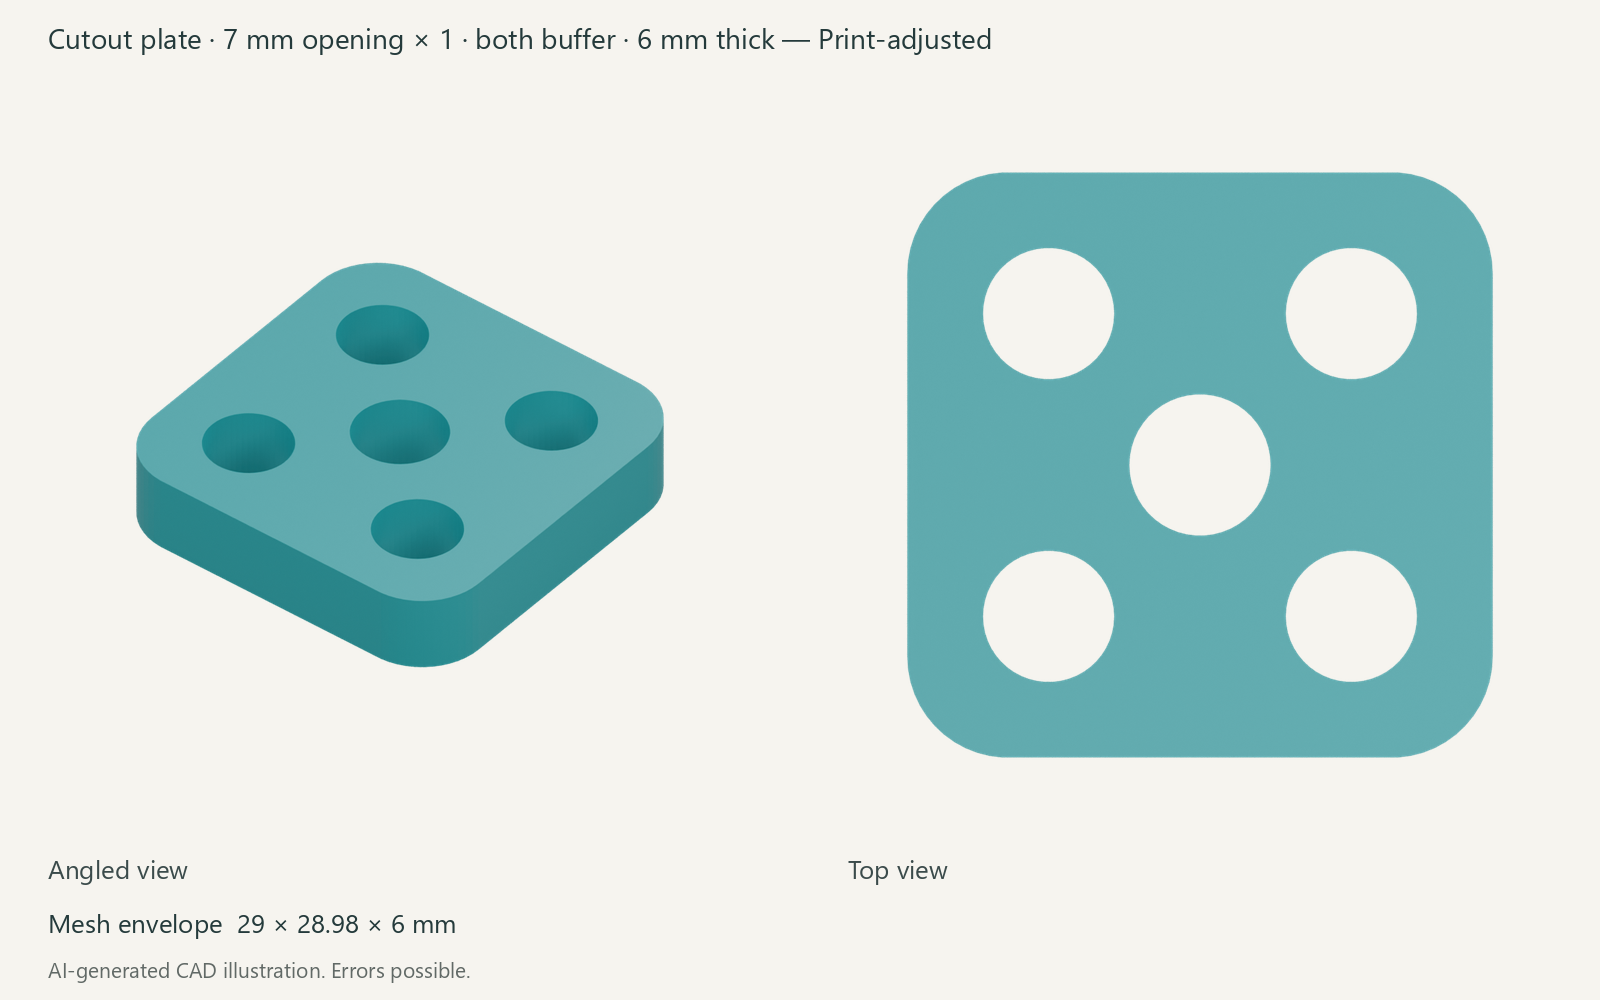 Cutout plate · 7 mm opening × 1 · both buffer · 6 mm thick — Print-adjusted
Angled view
Top view
Mesh envelope 29 × 28.98 × 6 mm
AI-generated CAD illustration. Errors possible.